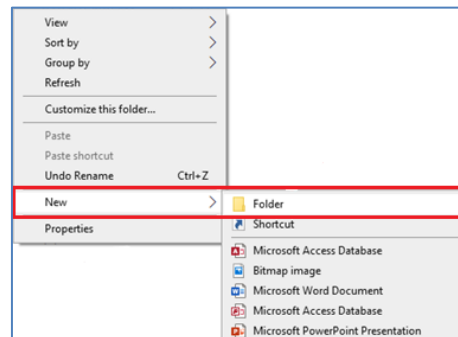 View
Sort by
Group by
Refresh
Customize this folder...
Paste
Paste shortcut
Undo Rename Ctrl+Z
New
Properties
Folder
Shortcut
Microsoft Access Database
Bitmap image
Microsoft Word Document
Microsoft Access Database
Microsoft PowerPoint Presentation